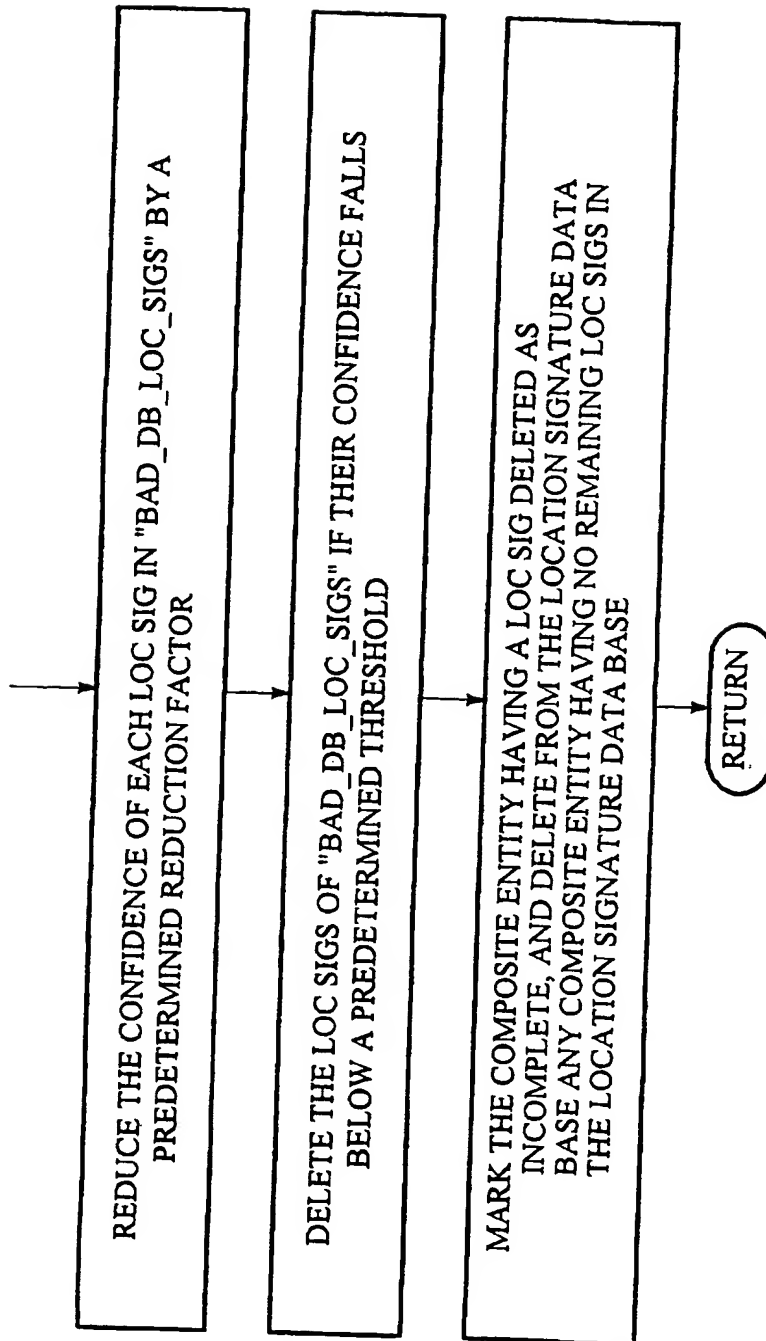 REDUCE THE CONFIDENCE OF EACH LOC SIG IN "BAD_DB_LOC_SIGS" BY A
PREDETERMINED REDUCTION FACTOR
DELETE THE LOC SIGS OF "BAD_DB_LOC_SIGS" IF THEIR CONFIDENCE FALLS
BELOW A PREDETERMINED THRESHOLD
MARK THE COMPOSITE ENTITY HAVING A LOC SIG DELETED AS
INCOMPLETE, AND DELETE FROM THE LOCATION SIGNATURE DATA
BASE ANY COMPOSITE ENTITY HAVING NO REMAINING LOC SIGS IN
THE LOCATION SIGNATURE DATA BASE
RETURN